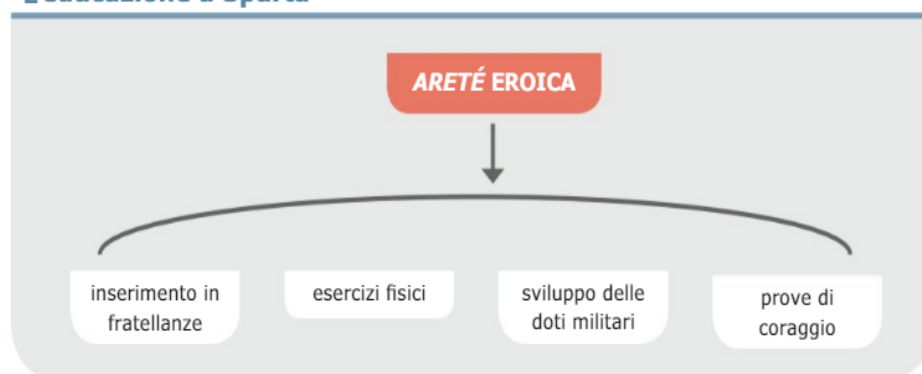 ARETÉ EROICA
inserimento in
fratellanze
esercizi fisici
sviluppo delle
doti militari
prove di
coraggio